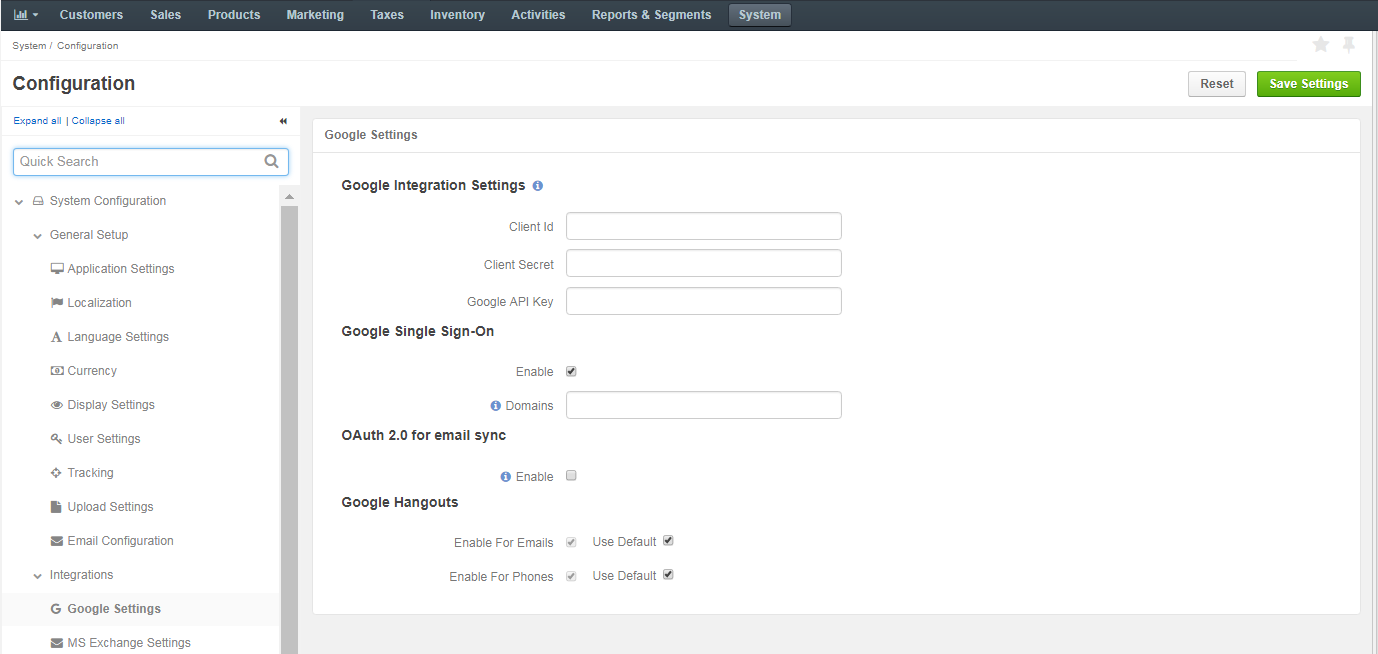 Customers Sales Products Marketing Taxes Inventory Activities Reports & Segments System
System / Configuration
Configuration
Reset Save Settings
Expand all | Collapse all
Quick Search
System Configuration
General Setup
Application Settings
Localization
Language Settings
Currency
Display Settings
User Settings
Tracking
Upload Settings
Email Configuration
Integrations
Google Settings
MS Exchange Settings
Google Settings
Google Integration Settings
Client Id
Client Secret
Google API Key
Google Single Sign-On
Enable
Domains
OAuth 2.0 for email sync
Enable
Google Hangouts
Enable For Emails Use Default
Enable For Phones Use Default